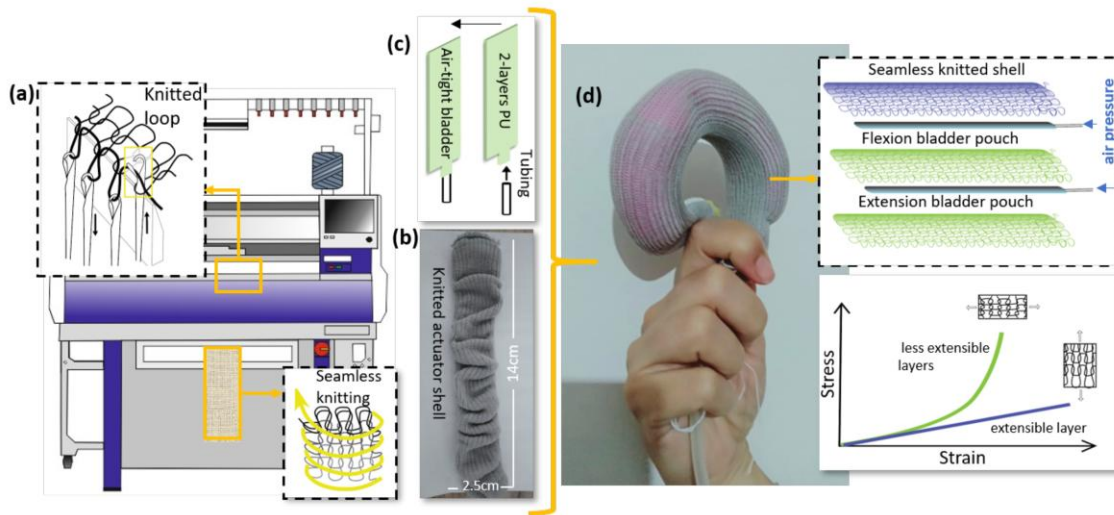 (a)
Knitted
loop
Seamless
knitting
(c)
Air-tight bladder
2-layers PU
Tubing
(b)
Knitted actuator shell
14cm
2.5cm
(d)
Seamless knitted shell
air pressure
Flexion bladder pouch
Extension bladder pouch
Stress
less extensible
layers
extensible layer
Strain